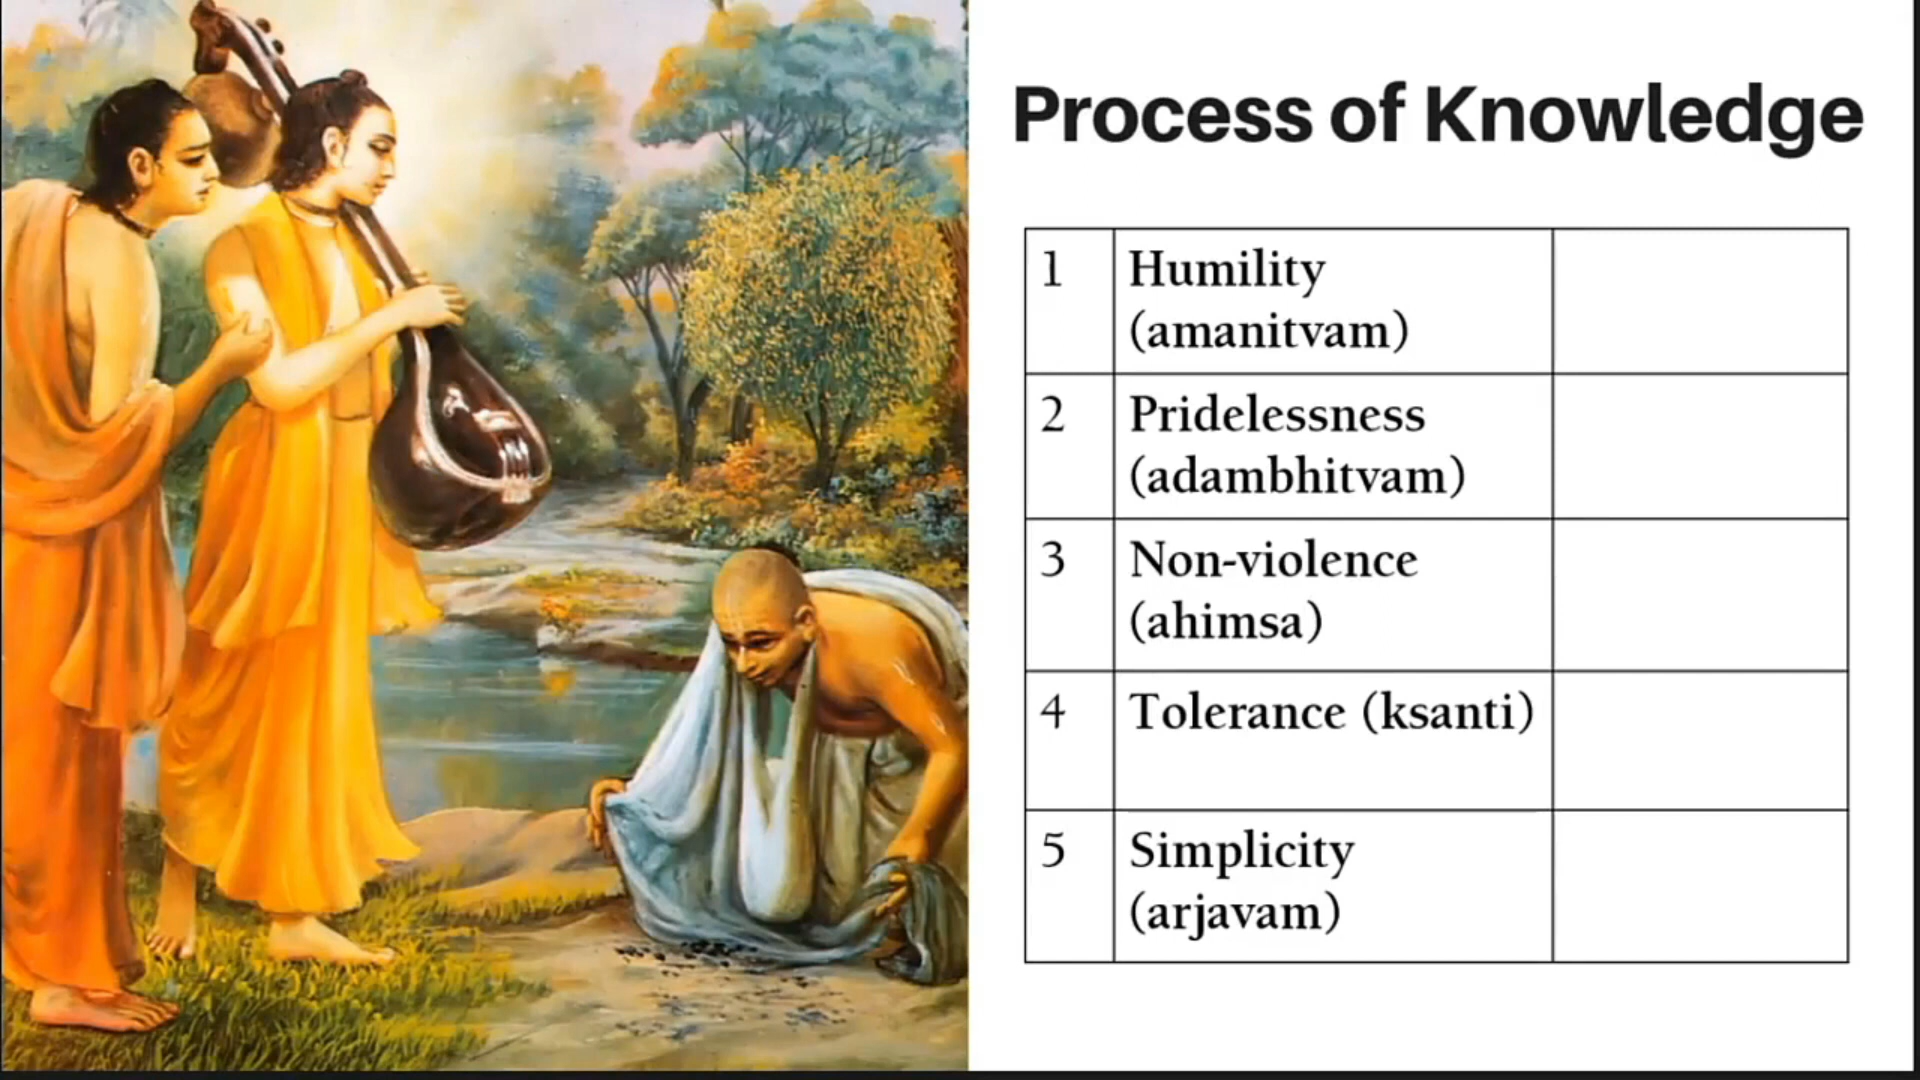 Process of Knowledge
1 Humility
(amanitvam)
2 Pridelessness
(adambhitvam)
3 Non-violence
(ahimsa)
4 Tolerance (ksanti)
5 Simplicity
(arjavam)